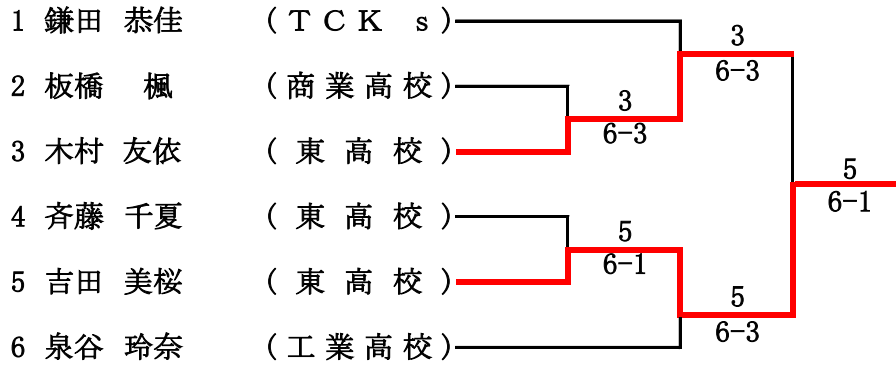 1 鎌田 恭佳 (TCK s)
3
6-3
2 板橋 楓 (商業高校)
3
6-3
3 木村 友依 (東高校)
5
6-1
4 斉藤 千夏 (東高校)
5
6-1
5 吉田 美桜 (東高校)
5
6-3
6 泉谷 玲奈 (工業高校)